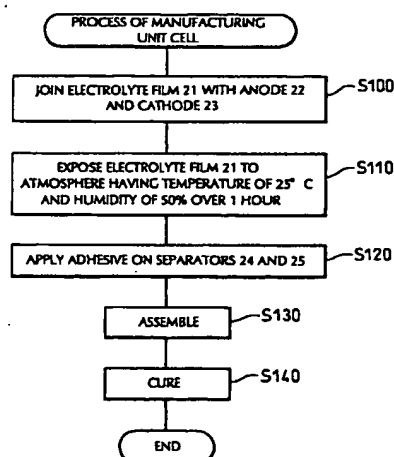 PROCESS OF MANUFACTURING
UNIT CELL
JOIN ELECTROLYTE FILM 21 WITH ANODE 22
AND CATHODE 23
S100
EXPOSE ELECTROLYTE FILM 21 TO
ATMOSPHERE HAVING TEMPERATURE OF 25° C
AND HUMIDITY OF 50% OVER 1 HOUR
S110
APPLY ADHESIVE ON SEPARATORS 24 AND 25
S120
ASSEMBLE
S130
CURE
S140
END